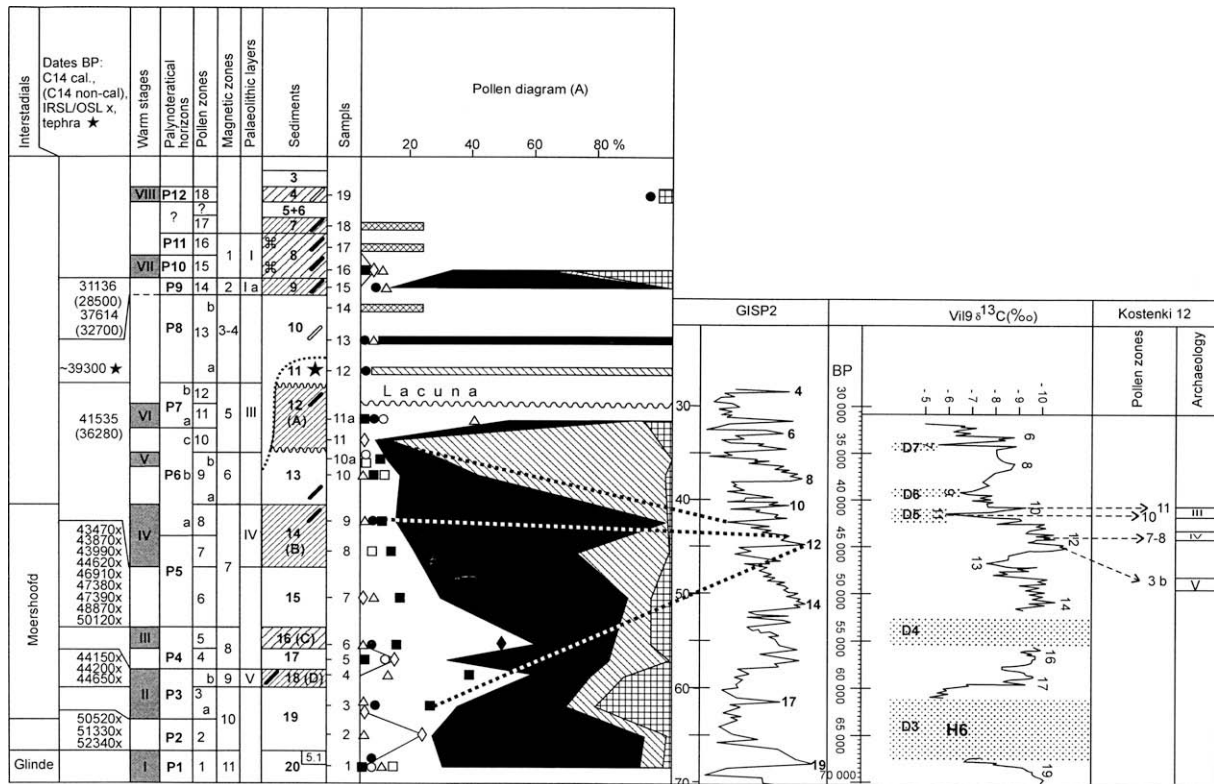 Interstadials
Dates BP:
C14 cal.,
(C14 non-cal),
IRSL/OSL x,
tephra ★
Warm stages
Palynoteratical
horizons
Pollen zones
Magnetic zones
Palaeolithic layers
Sediments
Sampls
Pollen diagram (A)
20 40 60 80 %
3
VIII P12 18 4 19
? ? 5+6
17 7 18
P11 16 1 I 8 17
VII P10 15 16
31136 P9 14 2 I a 9 15
(28500)
37614
(32700)
P8 b 13 a 3-4 10 14
13
~39300 ★ 11 ★ 12
Lacuna
41535
(36280)
VI P7 b a 12 11 5 III 12
(A) 11a
c 10 11
V P6 b b 9 a 6 13 10a
10
Moershoofd
IV a 8 IV 14
(B) 9
43470x
43870x
43990x
44620x
46910x
47380x
47390x
48870x
50120x
P5 7 7 8
6 15 7
III 5 8 16 (C) 6
44150x
44200x
44650x
P4 4 17 5
b 9 V 18 (D) 4
II P3 3 a 10 19 3
50520x
51330x
52340x
P2 2 2
Glinde I P1 1 11 20 5.1 1
GISP2
30
40
50
60
70
4
6
8
10
12
14
17
19
BP
30 000
35 000
40 000
45 000
50 000
55 000
60 000
65 000
70 000
Vil9 δ13C(‰)
- 5 - 6 - 7 - 8 - 9 - 10
6
D7
8
D6 9
D5 11 10
12
13
14
D4
16
17
D3 H6
19
Kostenki 12
Pollen zones
Archaeology
11
10 III
7-8 IV
3 b V